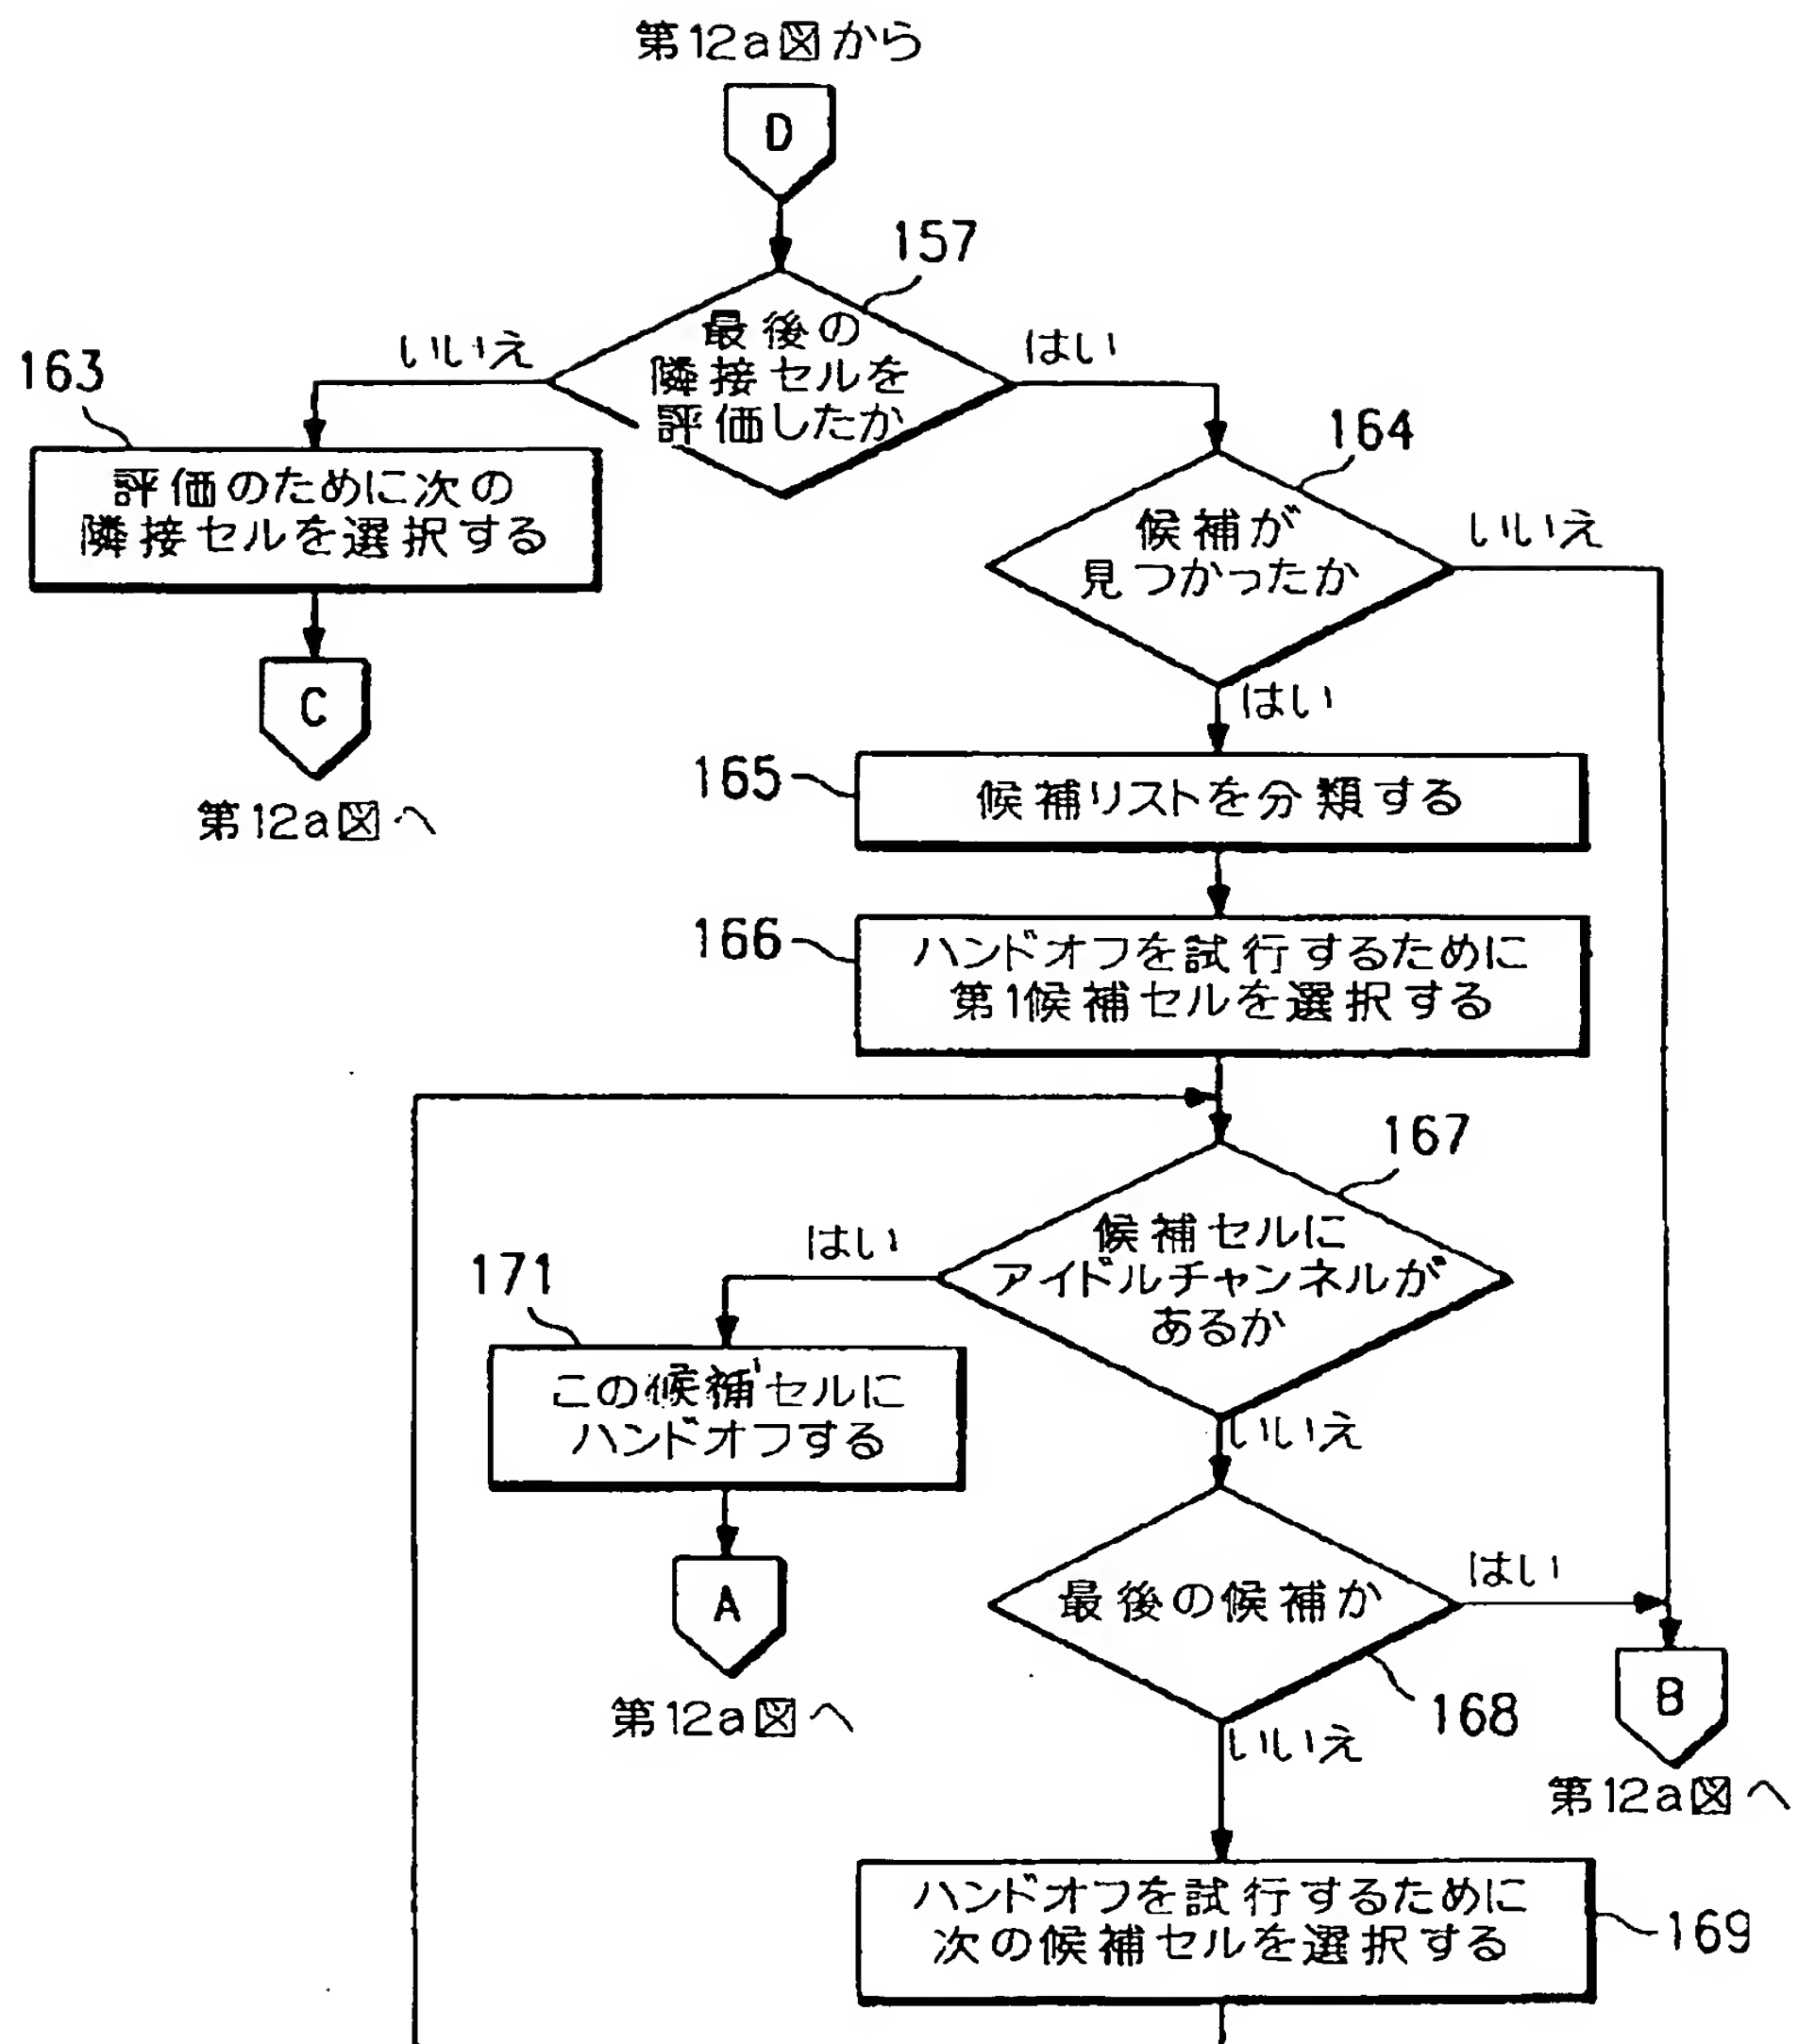 第12a図から
D
157
最後の
隣接セルを
評価したか
いいえ
はい
163
評価のために次の
隣接セルを選択する
C
第12a図へ
164
候補が
見つかったか
いいえ
はい
165
候補リストを分類する
166
ハンドオフを試行するために
第1候補セルを選択する
167
候補セルに
アイドルチャンネルが
あるか
はい
いいえ
171
この候補セルに
ハンドオフする
A
第12a図へ
最後の候補か
はい
168
いいえ
B
第12a図へ
ハンドオフを試行するために
次の候補セルを選択する
169